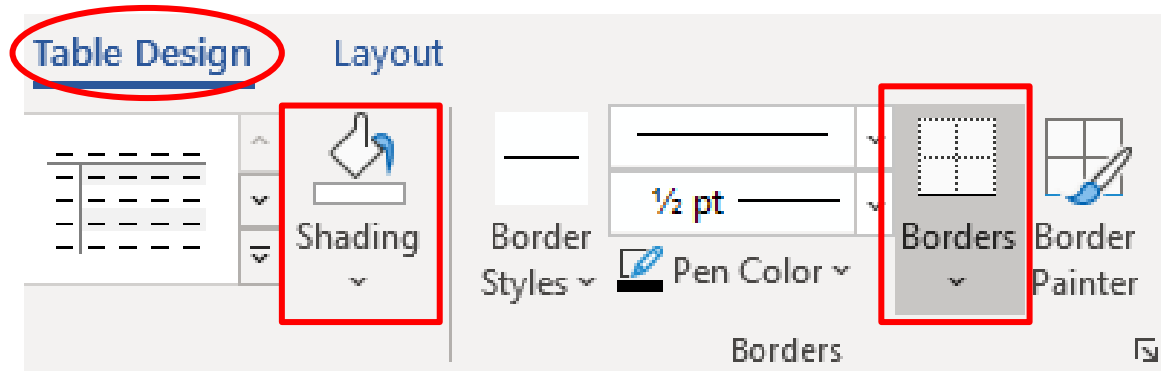 Table Design Layout
Shading
Border
Styles
½ pt
Pen Color
Borders
Border
Painter
Borders